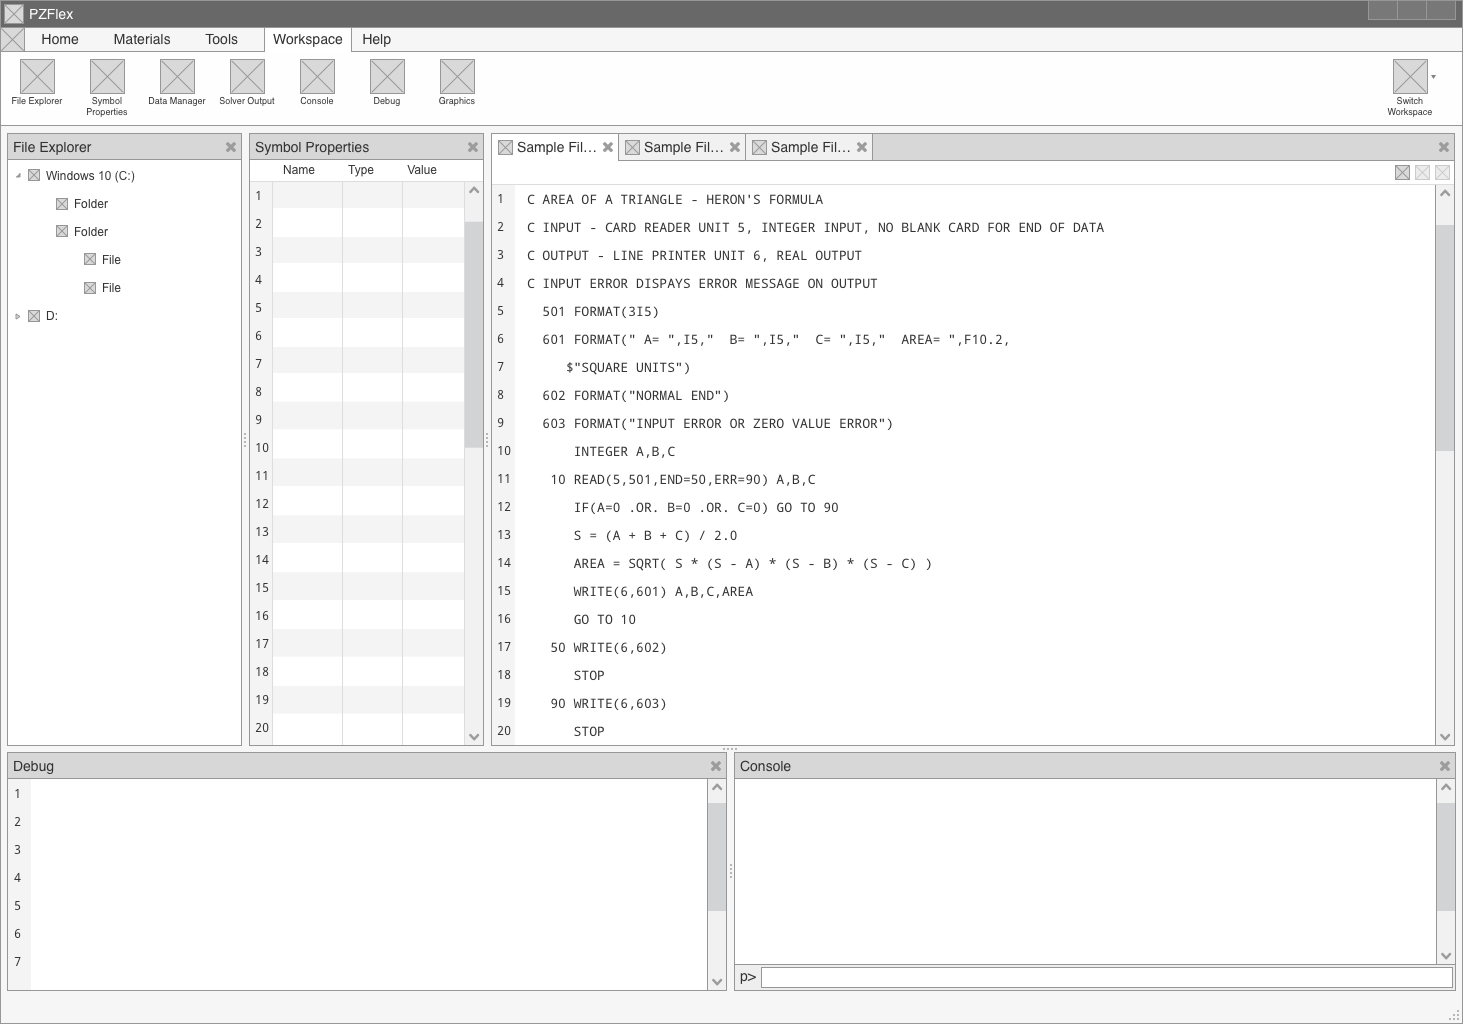 PZFlex
Home Materials Tools Workspace Help
File Explorer
Symbol Properties
Data Manager
Solver Output
Console
Debug
Graphics
Switch Workspace
File Explorer
Windows 10 (C:)
Folder
Folder
File
File
D:
Symbol Properties
Name Type Value
1
2
3
4
5
6
7
8
9
10
11
12
13
14
15
16
17
18
19
20
Sample Fil... Sample Fil... Sample Fil...
1 C AREA OF A TRIANGLE - HERON'S FORMULA
2 C INPUT - CARD READER UNIT 5, INTEGER INPUT, NO BLANK CARD FOR END OF DATA
3 C OUTPUT - LINE PRINTER UNIT 6, REAL OUTPUT
4 C INPUT ERROR DISPAYS ERROR MESSAGE ON OUTPUT
5 501 FORMAT(3I5)
6 601 FORMAT(" A= ",I5,"  B= ",I5,"  C= ",I5,"  AREA= ",F10.2,
7 $"SQUARE UNITS")
8 602 FORMAT("NORMAL END")
9 603 FORMAT("INPUT ERROR OR ZERO VALUE ERROR")
10 INTEGER A,B,C
11 10 READ(5,501,END=50,ERR=90) A,B,C
12 IF(A=0 .OR. B=0 .OR. C=0) GO TO 90
13 S = (A + B + C) / 2.0
14 AREA = SQRT( S * (S - A) * (S - B) * (S - C) )
15 WRITE(6,601) A,B,C,AREA
16 GO TO 10
17 50 WRITE(6,602)
18 STOP
19 90 WRITE(6,603)
20 STOP
Debug
1
2
3
4
5
6
7
Console
p>